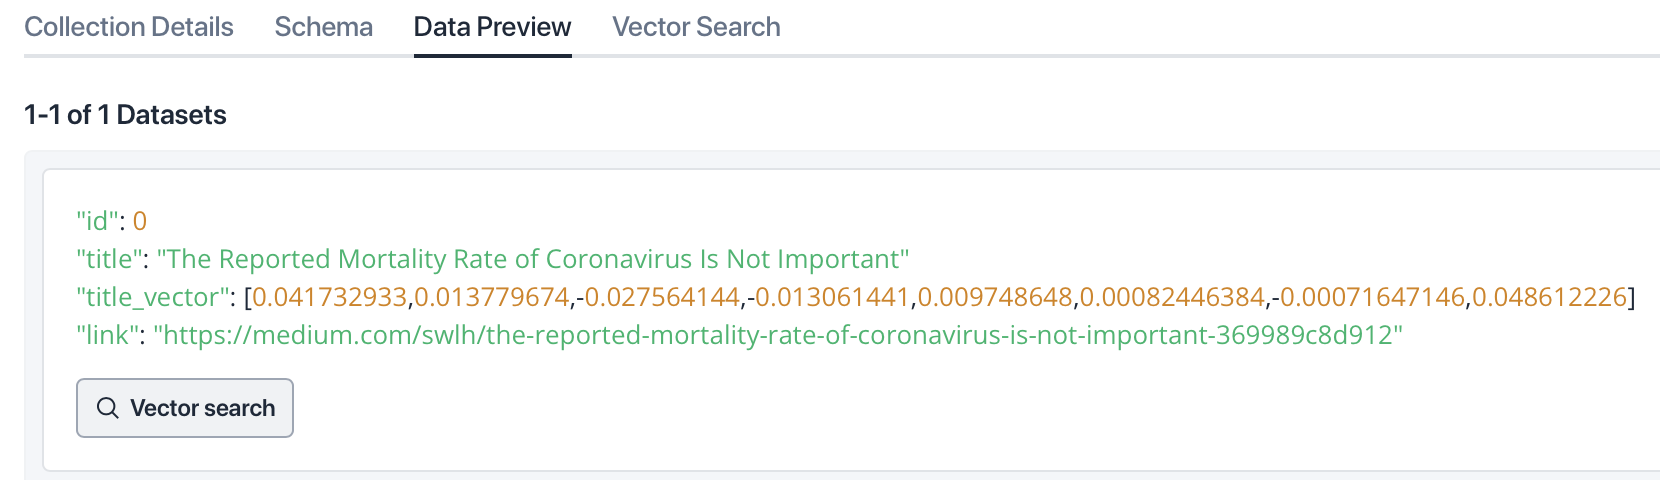 Collection Details Schema Data Preview Vector Search
1-1 of 1 Datasets
"id": 0
"title": "The Reported Mortality Rate of Coronavirus Is Not Important"
"title_vector": [0.041732933,0.013779674,-0.027564144,-0.013061441,0.009748648,0.00082446384,-0.00071647146,0.048612226]
"link": "https://medium.com/swlh/the-reported-mortality-rate-of-coronavirus-is-not-important-369989c8d912"
Vector search